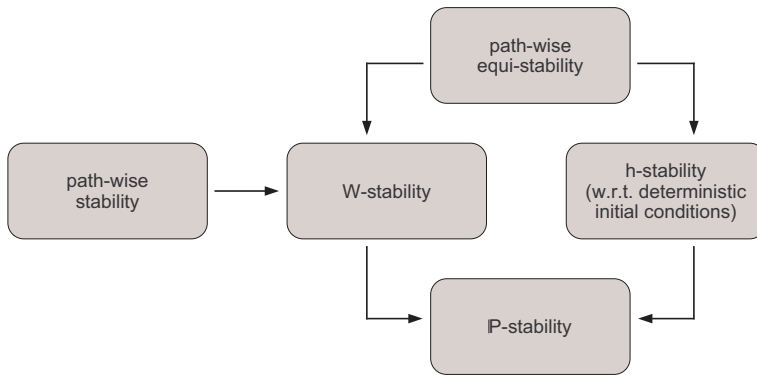 path-wise
equi-stability
path-wise
stability
W-stability
h-stability
(w.r.t. deterministic
initial conditions)
ℙ-stability